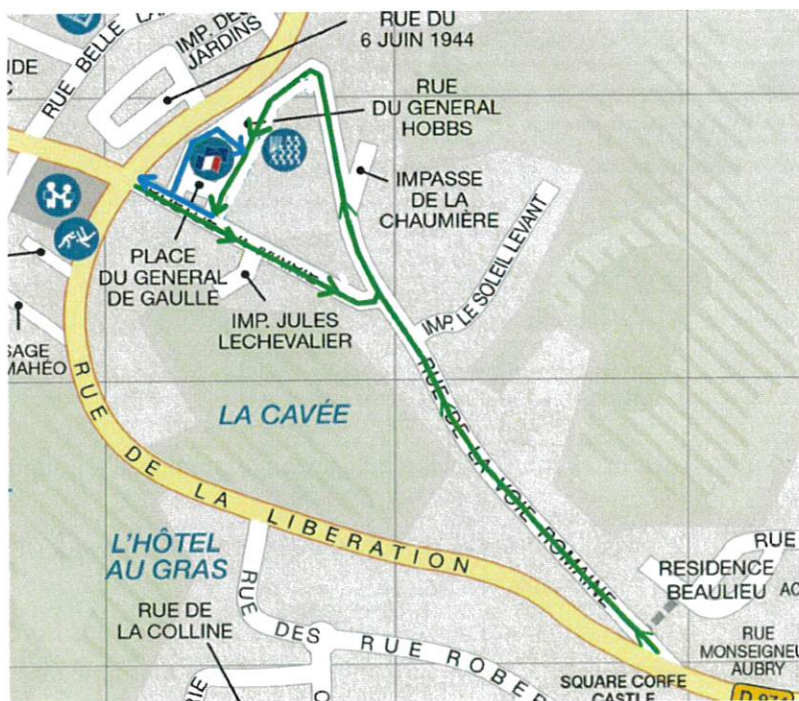 RUE DU
6 JUIN 1944
IMP. DES
JARDINS
RUE BELLE
RUE
DU GENERAL
HOBBS
IMPASSE
DE LA
CHAUMIÈRE
PLACE
DU GENERAL
DE GAULLE
IMP. JULES
LECHEVALIER
IMP. LE SOLEIL LEVANT
SAGE
MAHÉO
LA CAVÉE
RUE DE LA VOIE ROMAINE
RUE DE LA LIBERATION
L'HÔTEL
AU GRAS
RUE DE
LA COLLINE
RUE DES
RUE ROBER
RUE
RESIDENCE
BEAULIEU
AC
RUE
MONSEIGNEU
AUBRY
SQUARE CORFE
CASTLE